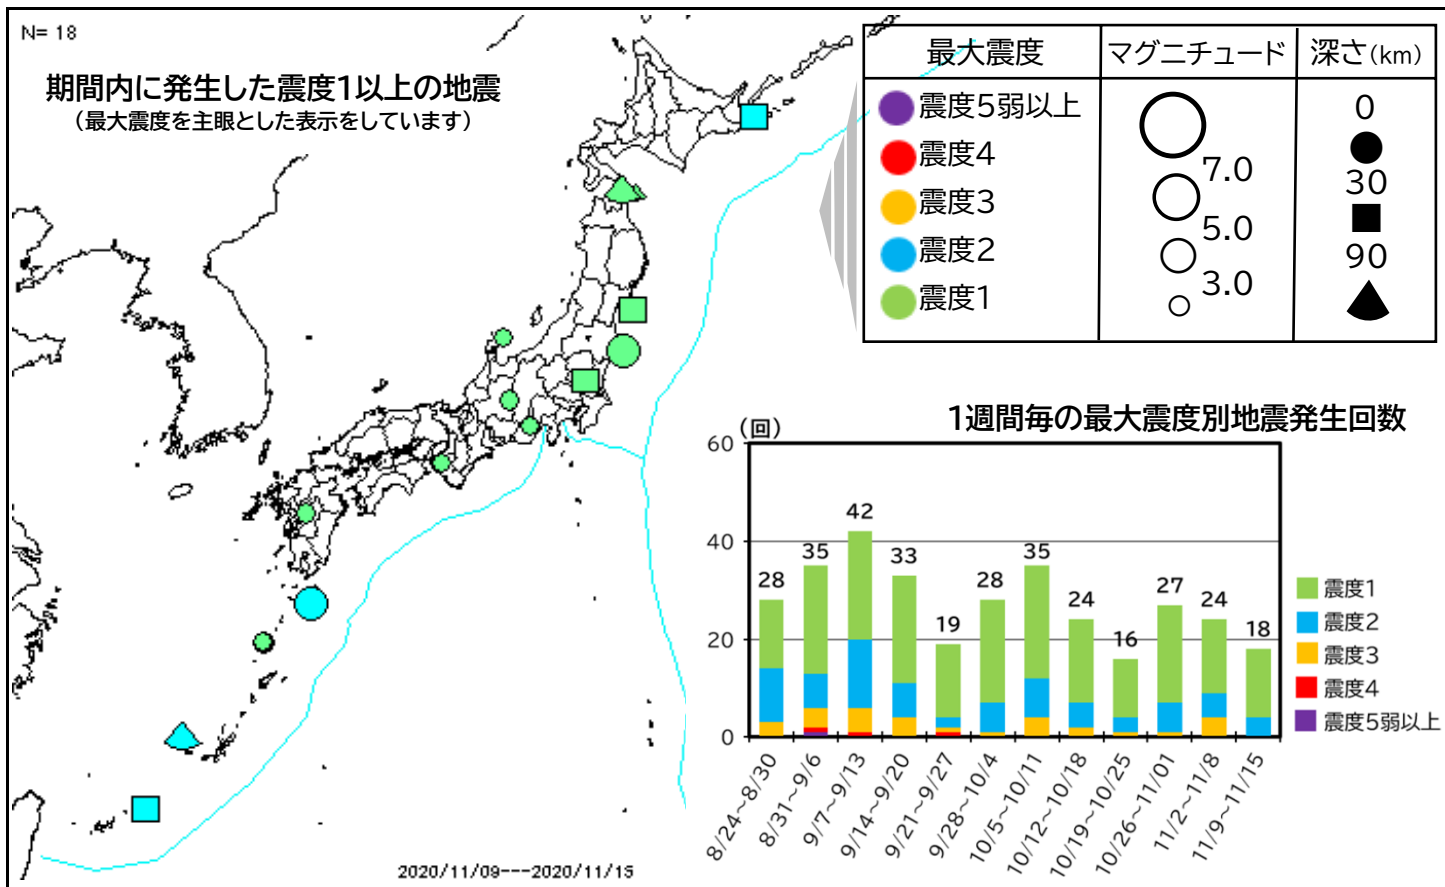 N= 18
期間内に発生した震度1以上の地震
（最大震度を主眼とした表示をしています）
最大震度 マグニチュード 深さ(km)
震度5弱以上
震度4
震度3
震度2
震度1
7.0
5.0
3.0
0
30
90
1週間毎の最大震度別地震発生回数
（回）
60
40
20
0
28
35
42
33
19
28
35
24
16
27
24
18
8/24~8/30
8/31~9/6
9/7~9/13
9/14~9/20
9/21~9/27
9/28~10/4
10/5~10/11
10/12~10/18
10/19~10/25
10/26~11/01
11/2~11/8
11/9~11/15
震度1
震度2
震度3
震度4
震度5弱以上
2020/11/09---2020/11/15